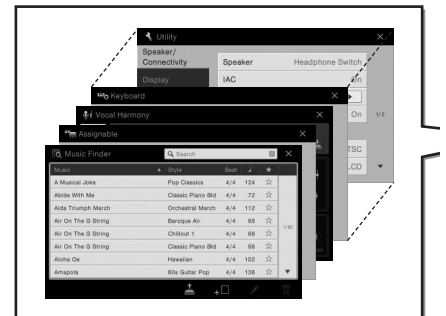 Utility
Speaker/
Connectivity
Speaker Headphone Switch
Display
IAC On
Keyboard
On 1/2
Vocal Harmony
Assignable
TSC
LCD
Music Finder Search
Music Style Beat ★
A Musical Joke Pop Classics 4/4 124 ☆
Abide With Me Classic Piano Bld 4/4 72 ☆
Aida Triumph March Orchestral March 4/4 112 ☆
Air On The G String Baroque Air 4/4 69 ☆
Air On The G String Chillout 1 4/4 68 ☆
Air On The G String Classic Piano Bld 4/4 66 ☆
Aloha Oe Hawaiian 4/4 102 ☆
Amapola 60s Guitar Pop 4/4 138 ☆